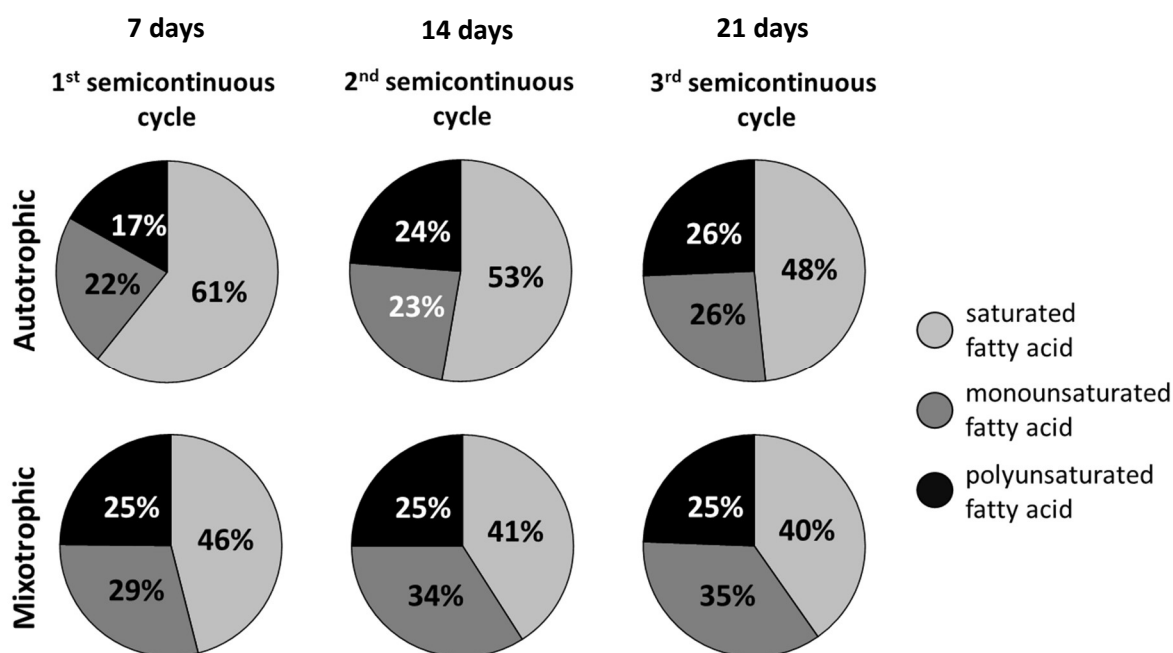 7 days
14 days
21 days
1st semicontinuous
cycle
2nd semicontinuous
cycle
3rd semicontinuous
cycle
Autotrophic
17%
22%
61%
24%
23%
53%
26%
26%
48%
saturated
fatty acid
monounsaturated
fatty acid
polyunsaturated
fatty acid
Mixotrophic
25%
29%
46%
25%
34%
41%
25%
35%
40%